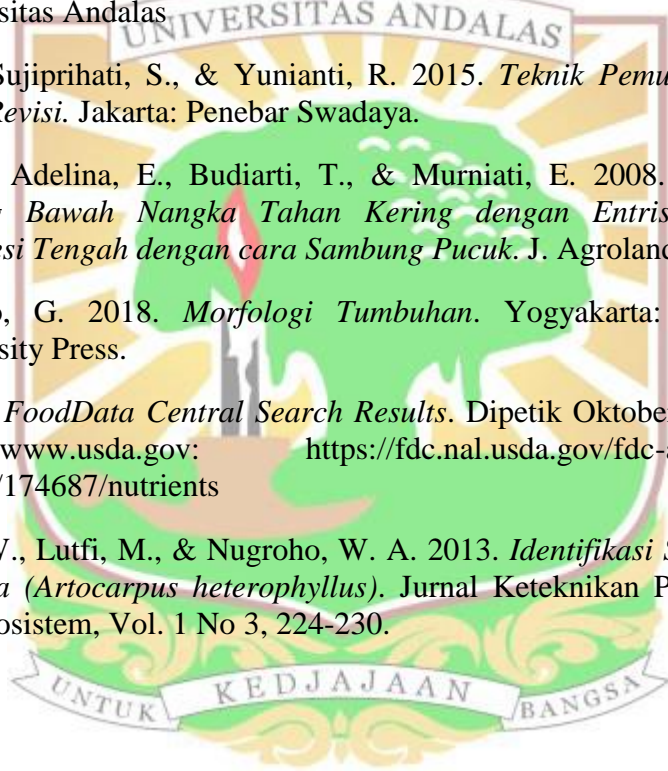 sitas Andalas
UNIVERSITAS ANDALAS
Sujiprihati, S., & Yunianti, R. 2015. Teknik Pemu
Revisi. Jakarta: Penebar Swadaya.
Adelina, E., Budiarti, T., & Murniati, E. 2008.
Bawah Nangka Tahan Kering dengan Entris
esi Tengah dengan cara Sambung Pucuk. J. Agroland
o, G. 2018. Morfologi Tumbuhan. Yogyakarta:
sity Press.
FoodData Central Search Results. Dipetik Oktober
www.usda.gov: https://fdc.nal.usda.gov/fdc-a
/174687/nutrients
V., Lutfi, M., & Nugroho, W. A. 2013. Identifikasi S
a (Artocarpus heterophyllus). Jurnal Keteknikan P
osistem, Vol. 1 No 3, 224-230.
UNTUK KEDJAJAAN BANGSA